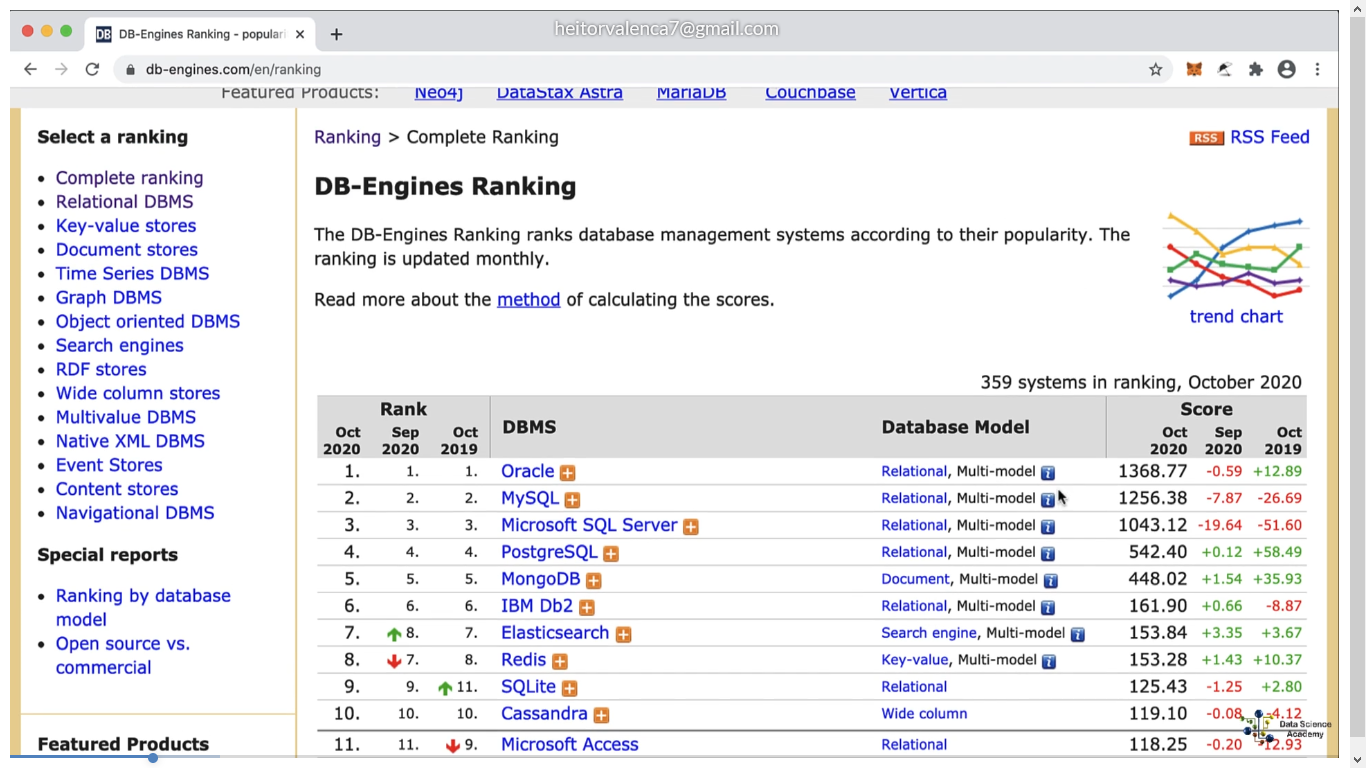 DB-Engines Ranking - populari
heitorvalenca7@gmail.com
db-engines.com/en/ranking
Featured Products: Neo4j DataStax Astra MariaDB Couchbase Vertica
Select a ranking
Complete ranking
Relational DBMS
Key-value stores
Document stores
Time Series DBMS
Graph DBMS
Object oriented DBMS
Search engines
RDF stores
Wide column stores
Multivalue DBMS
Native XML DBMS
Event Stores
Content stores
Navigational DBMS
Special reports
Ranking by database
model
Open source vs.
commercial
Featured Products
Ranking > Complete Ranking
RSS RSS Feed
DB-Engines Ranking
The DB-Engines Ranking ranks database management systems according to their popularity. The
ranking is updated monthly.
Read more about the method of calculating the scores.
trend chart
359 systems in ranking, October 2020
Rank DBMS Database Model Score
Oct Sep Oct Oct Sep Oct
2020 2020 2019 2020 2020 2019
1. 1. 1. Oracle Relational, Multi-model 1368.77 -0.59 +12.89
2. 2. 2. MySQL Relational, Multi-model 1256.38 -7.87 -26.69
3. 3. 3. Microsoft SQL Server Relational, Multi-model 1043.12 -19.64 -51.60
4. 4. 4. PostgreSQL Relational, Multi-model 542.40 +0.12 +58.49
5. 5. 5. MongoDB Document, Multi-model 448.02 +1.54 +35.93
6. 6. 6. IBM Db2 Relational, Multi-model 161.90 +0.66 -8.87
7. 8. 7. Elasticsearch Search engine, Multi-model 153.84 +3.35 +3.67
8. 7. 8. Redis Key-value, Multi-model 153.28 +1.43 +10.37
9. 9. 11. SQLite Relational 125.43 -1.25 +2.80
10. 10. 10. Cassandra Wide column 119.10 -0.08 -4.12
11. 11. 9. Microsoft Access Relational 118.25 -0.20 -12.93
Data Science
Academy